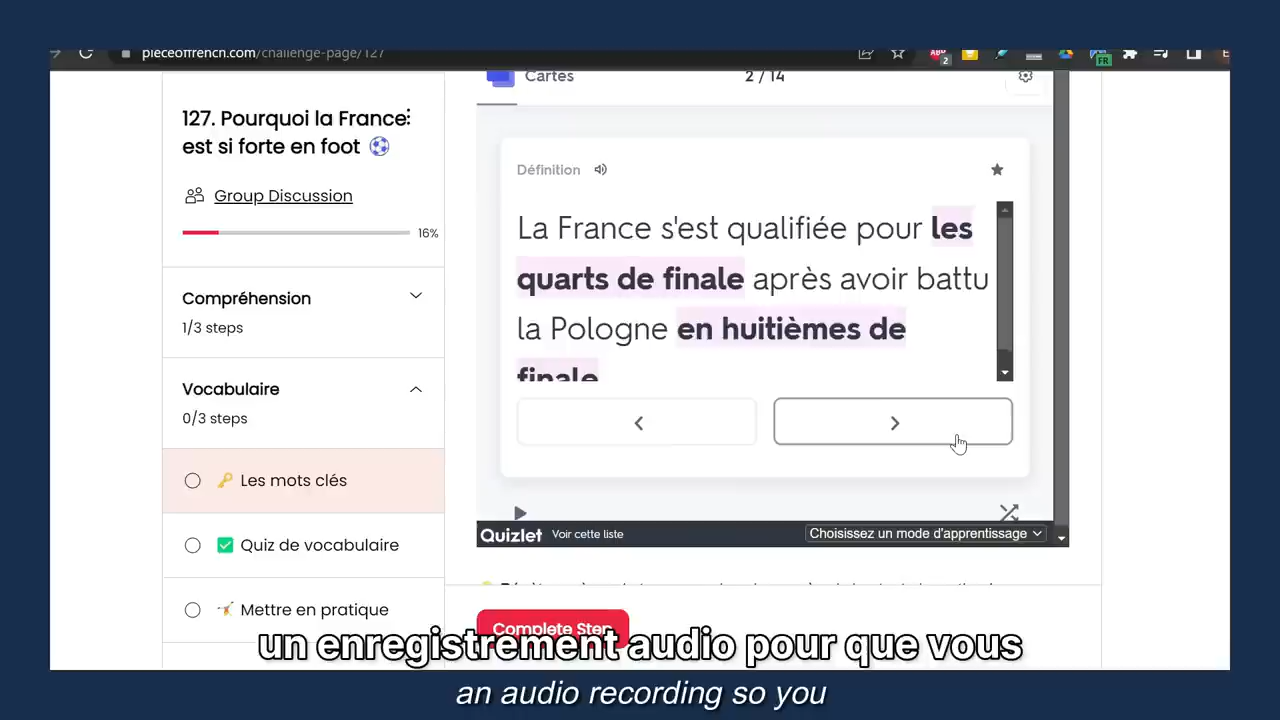 pieceoffrench.com/challenge-page/127
2
FR
127. Pourquoi la France
est si forte en foot
Group Discussion
16%
Compréhension
1/3 steps
Vocabulaire
0/3 steps
Les mots clés
Quiz de vocabulaire
Mettre en pratique
Cartes
2 / 14
Définition
La France s'est qualifiée pour les
quarts de finale après avoir battu
la Pologne en huitièmes de
finale
Quizlet
Voir cette liste
Choisissez un mode d'apprentissage
Complete Step
un enregistrement audio pour que vous
an audio recording so you